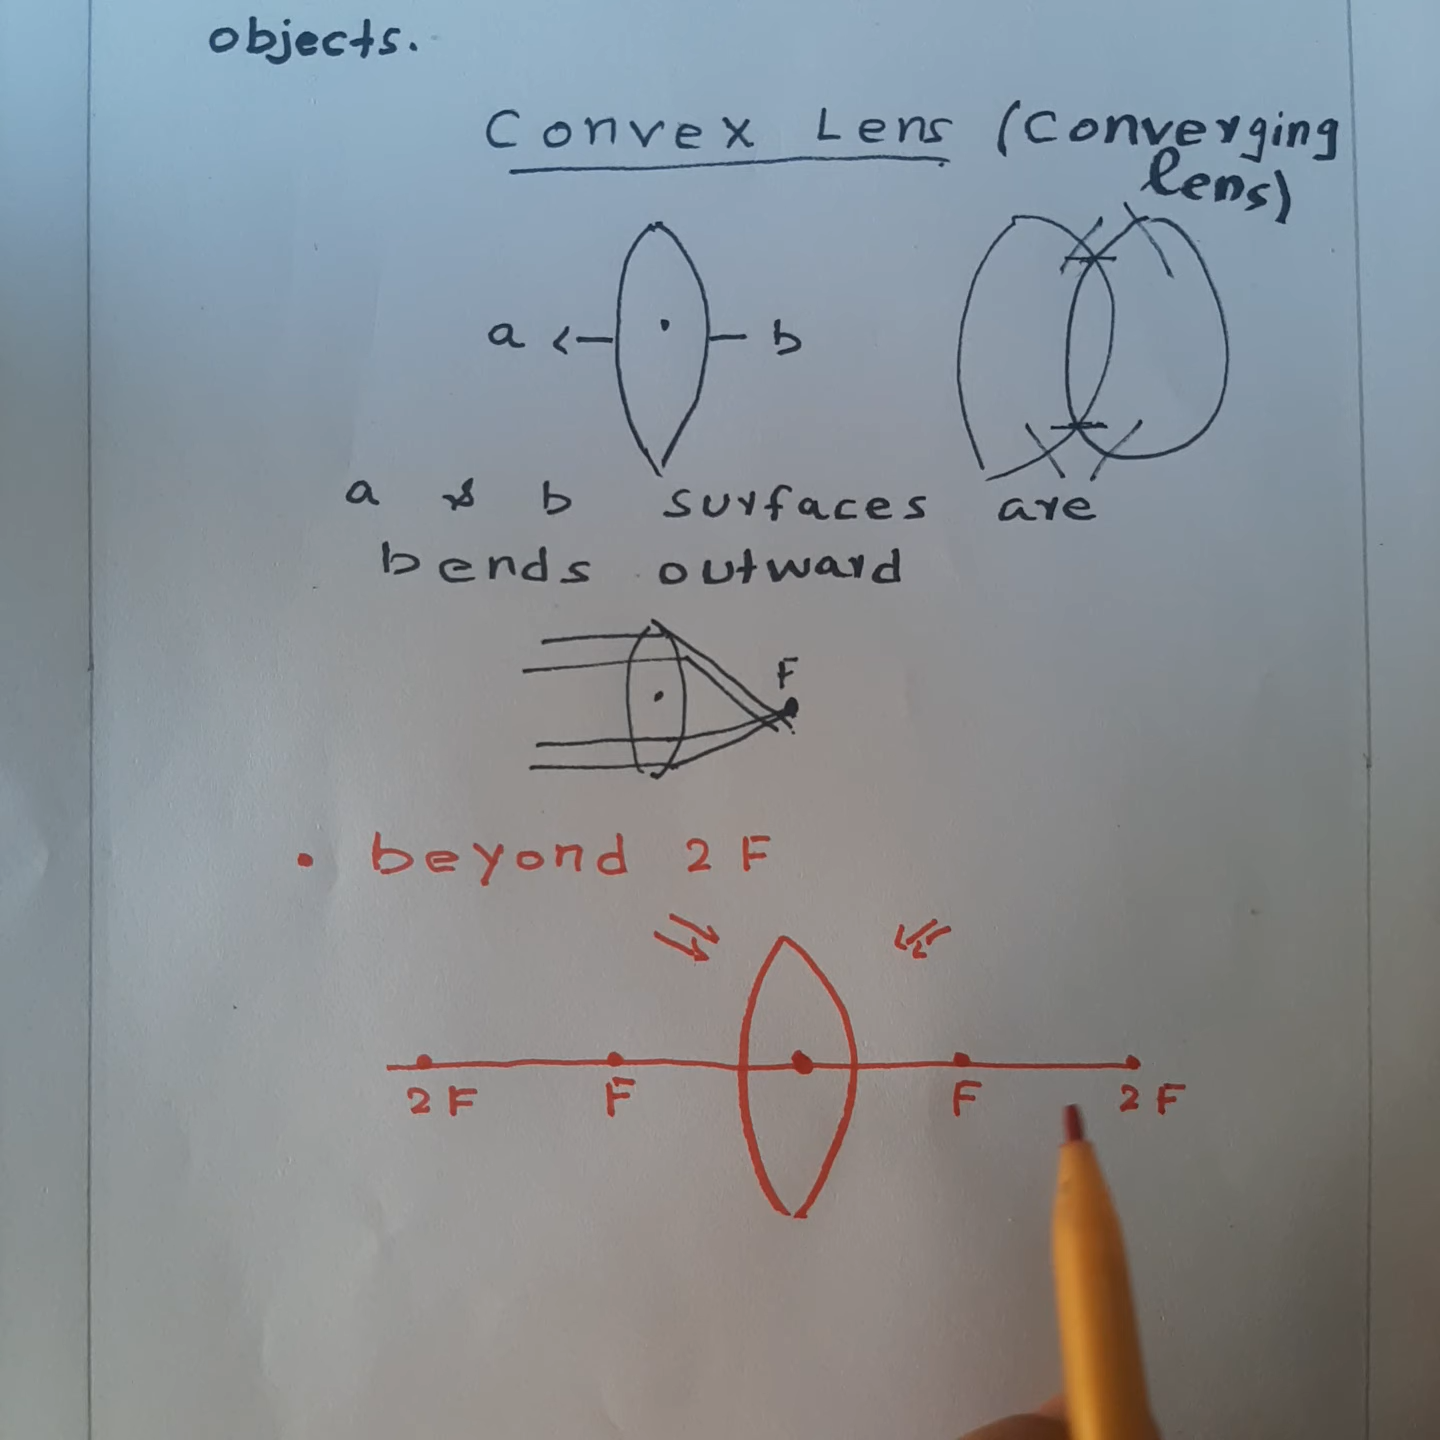 objects.
Convex Lens (Converging
lens)
a b
a & b surfaces are
bends outward
F
• beyond 2F
2F F F 2F